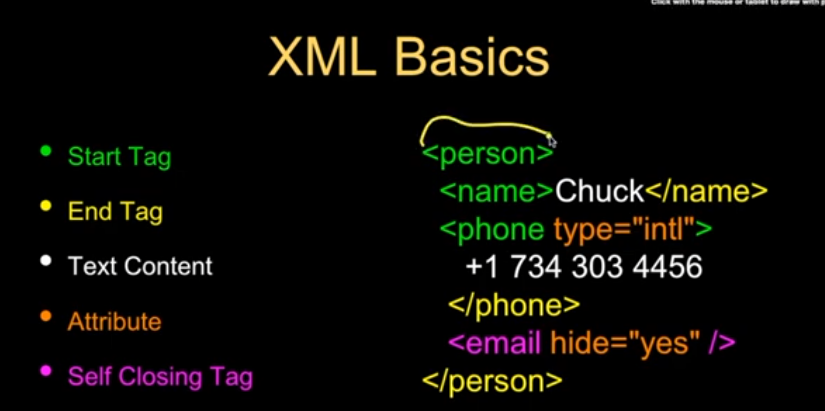 Click with the mouse or tablet to draw with p
XML Basics
Start Tag
End Tag
Text Content
Attribute
Self Closing Tag
<person>
<name>Chuck</name>
<phone type="intl">
+1 734 303 4456
</phone>
<email hide="yes" />
</person>